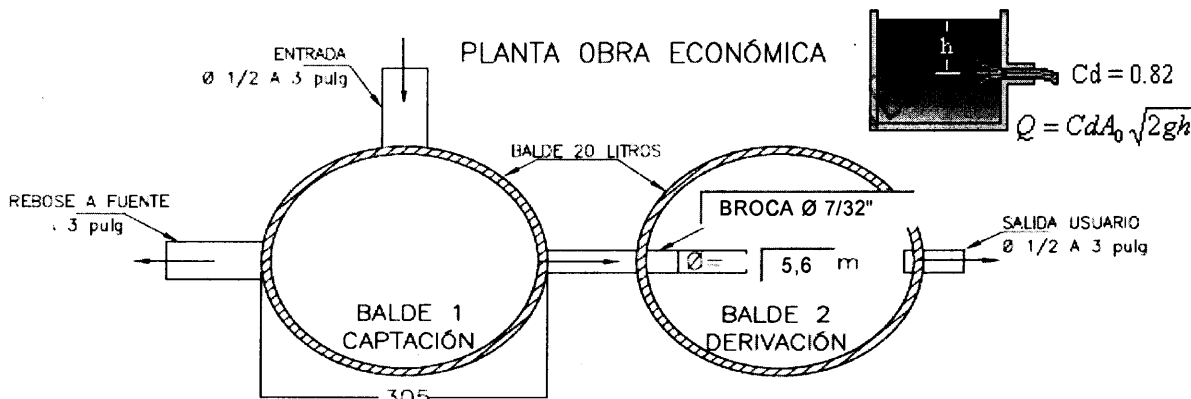 PLANTA OBRA ECONÓMICA
ENTRADA
Ø 1/2 A 3 pulg
h
Cd = 0.82
Q = CdA₀ √2gh
BALDE 20 LITROS
REBOSE A FUENTE
3 pulg
BROCA Ø 7/32"
SALIDA USUARIO
Ø 1/2 A 3 pulg
Ø= 5,6 m
BALDE 1
CAPTACIÓN
BALDE 2
DERIVACIÓN
305